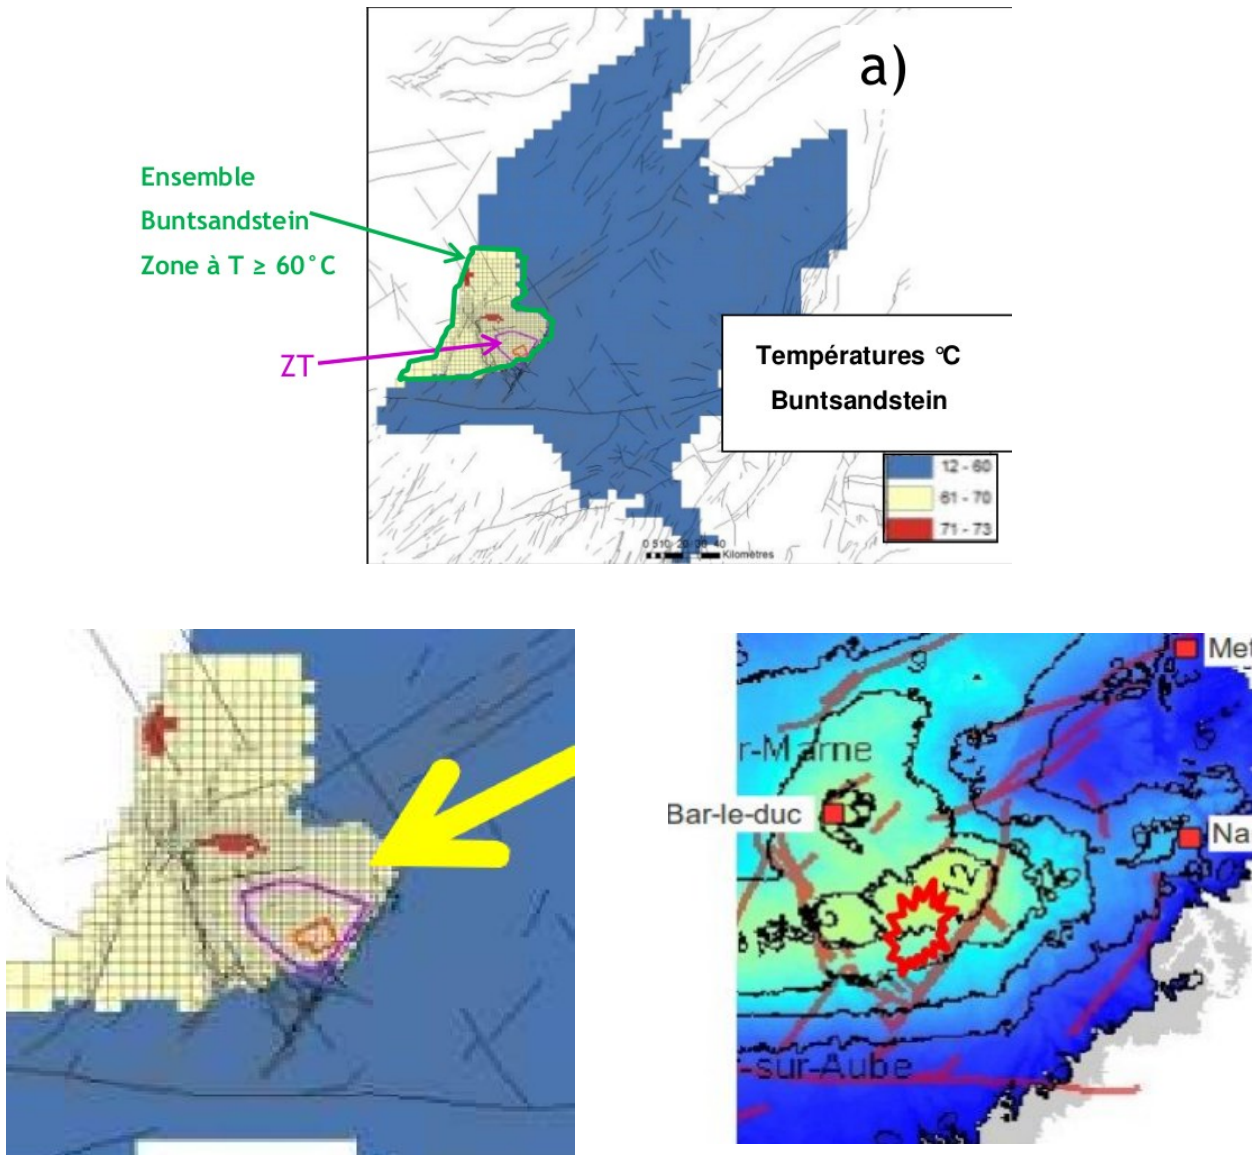 a)
Ensemble
Buntsandstein
Zone à T ≥ 60°C
ZT
Températures °C
Buntsandstein
12 - 60
61 - 70
71 - 73
Kilomètres
Met
r-Marne
Bar-le-duc
Na
12
-sur-Aube